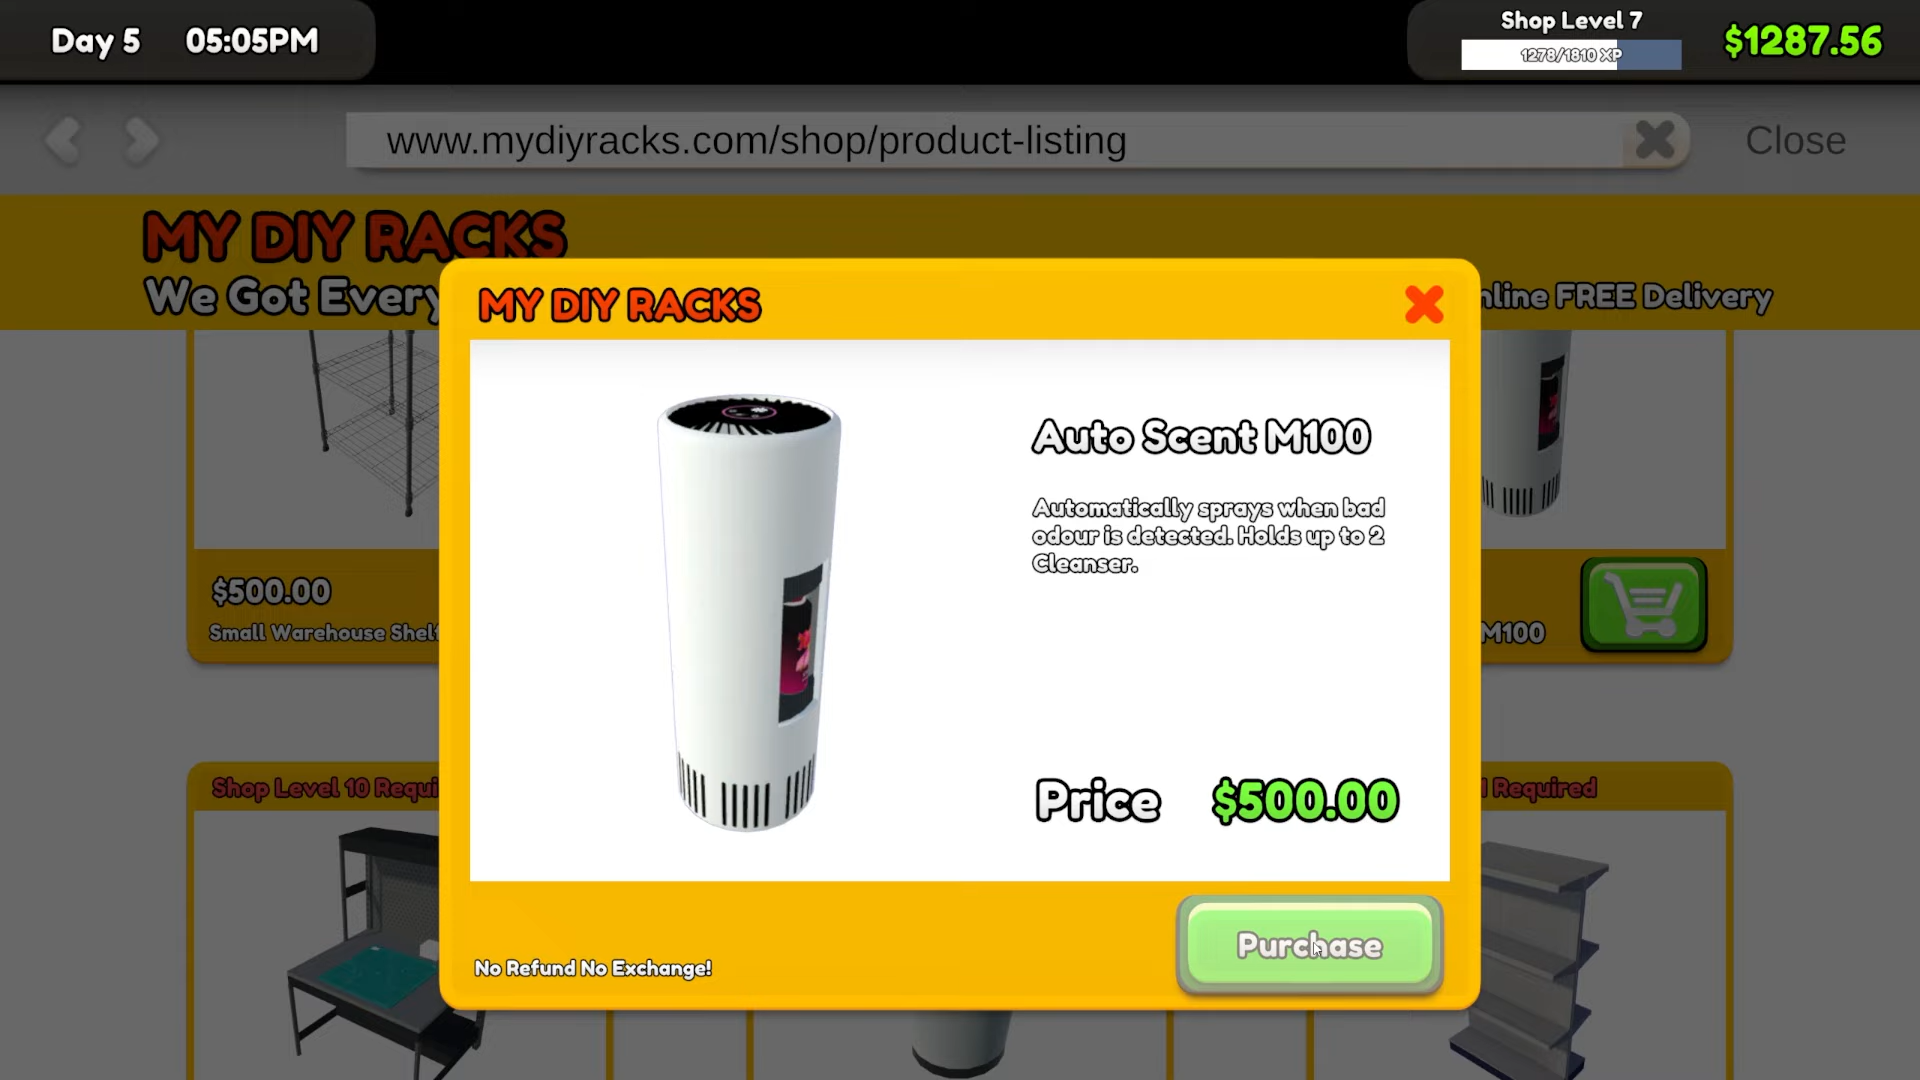 Day 5 05:05PM
Shop Level 7
1278/1810 XP
$1287.56
www.mydiyracks.com/shop/product-listing
Close
MY DIY RACKS
We Got Every
nline FREE Delivery
MY DIY RACKS
Auto Scent M100
Automatically sprays when bad
odour is detected. Holds up to 2
Cleanser.
Price $500.00
Purchase
No Refund No Exchange!
$500.00
Small Warehouse Shelf
M100
Shop Level 10 Requi
Required